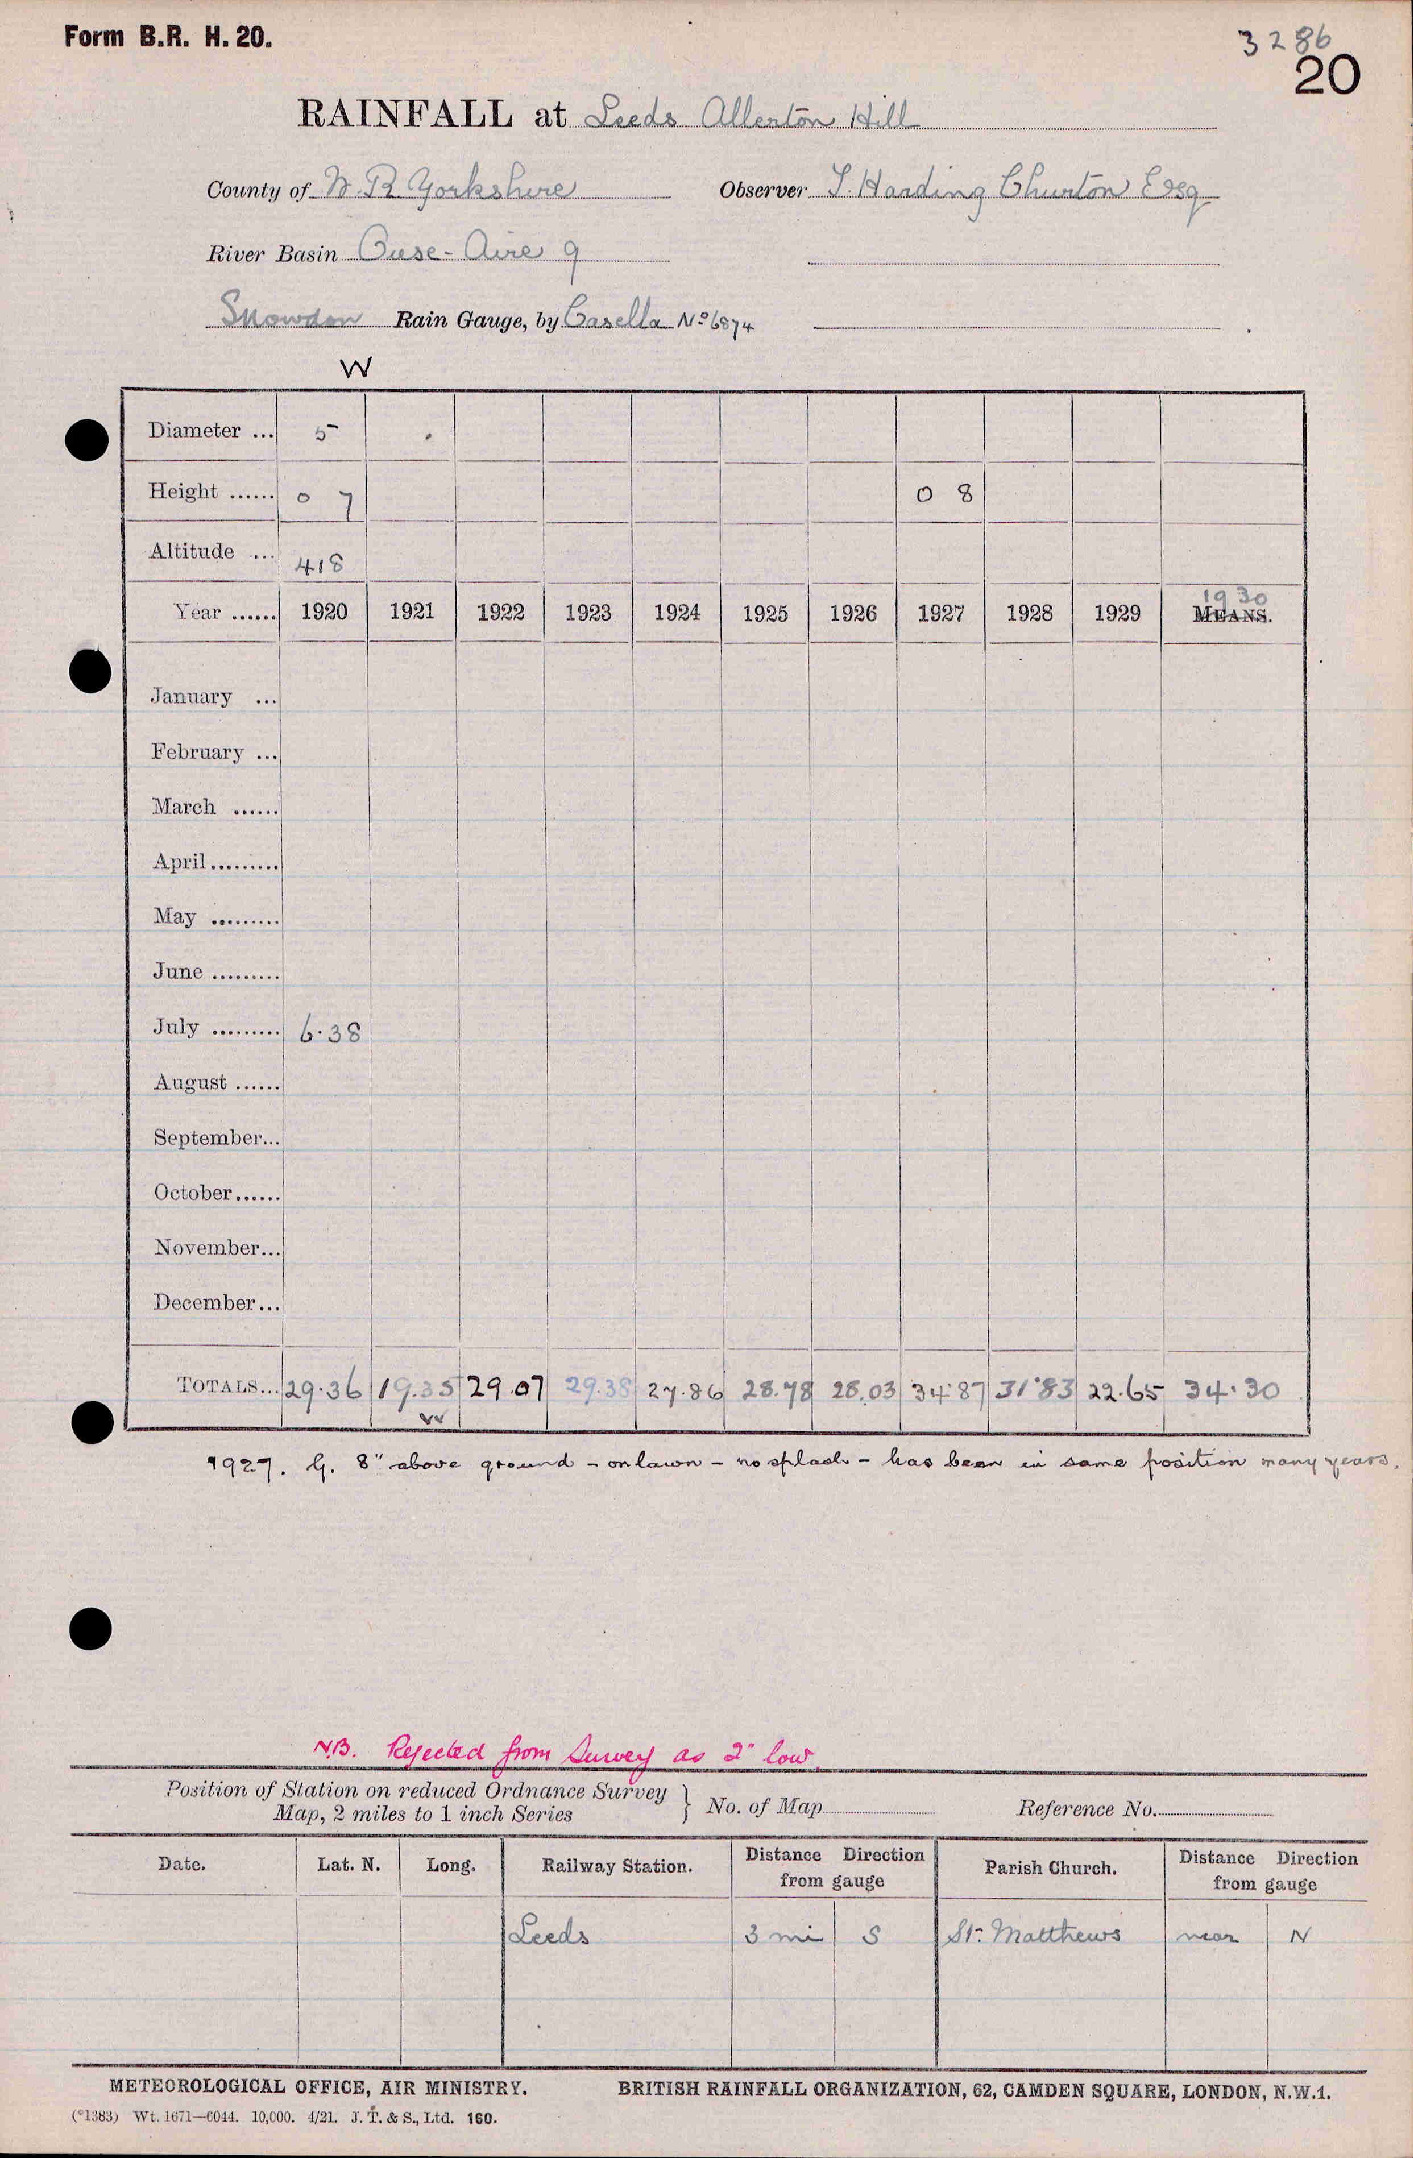 Form B.R. H. 20.
3286
20
RAINFALL at Leeds Allerton Hill
County of W. R. Yorkshire Observer T. Harding Churton Esq
River Basin Ouse - Aire 9
Snowdon Rain Gauge, by Casella No 6874
W
Diameter ... 5
Height ...... 0 7 0 8
Altitude ... 418
1930
Year ...... 1920 1921 1922 1923 1924 1925 1926 1927 1928 1929 MEANS.
January ...
February ...
March ......
April.........
May .........
June .........
July ......... 6.38
August ......
September...
October......
November...
December...
TOTALS... 29.36 19.35 29.07 29.38 27.86 28.78 28.03 34.87 31.83 22.65 34.30
W
1927. G. 8" above ground - on lawn - no splash - has been in same position many years.
N.B. Rejected from Survey as 2" low.
Position of Station on reduced Ordnance Survey
Map, 2 miles to 1 inch Series } No. of Map Reference No.
Date. Lat. N. Long. Railway Station. Distance Direction from gauge Parish Church. Distance Direction from gauge
Leeds 3 mi S St. Matthews near N
METEOROLOGICAL OFFICE, AIR MINISTRY. BRITISH RAINFALL ORGANIZATION, 62, CAMDEN SQUARE, LONDON, N.W.1.
(*1383) Wt. 1671—6044. 10,000. 4/21. J. T. & S., Ltd. 160.